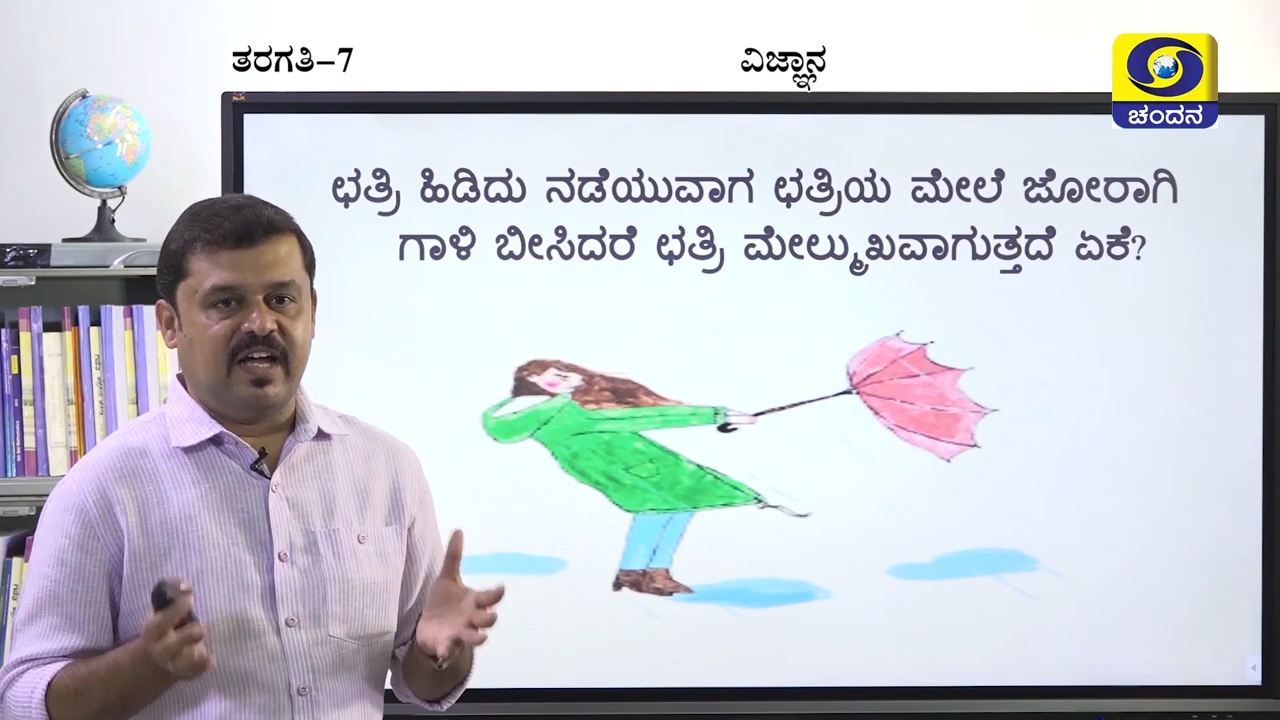 ತರಗತಿ–7
ವಿಜ್ಞಾನ
ಚಂದನ
ಛತ್ರಿ ಹಿಡಿದು ನಡೆಯುವಾಗ ಛತ್ರಿಯ ಮೇಲೆ ಜೋರಾಗಿ
ಗಾಳಿ ಬೀಸಿದರೆ ಛತ್ರಿ ಮೇಲ್ಮುಖವಾಗುತ್ತದೆ ಏಕೆ?